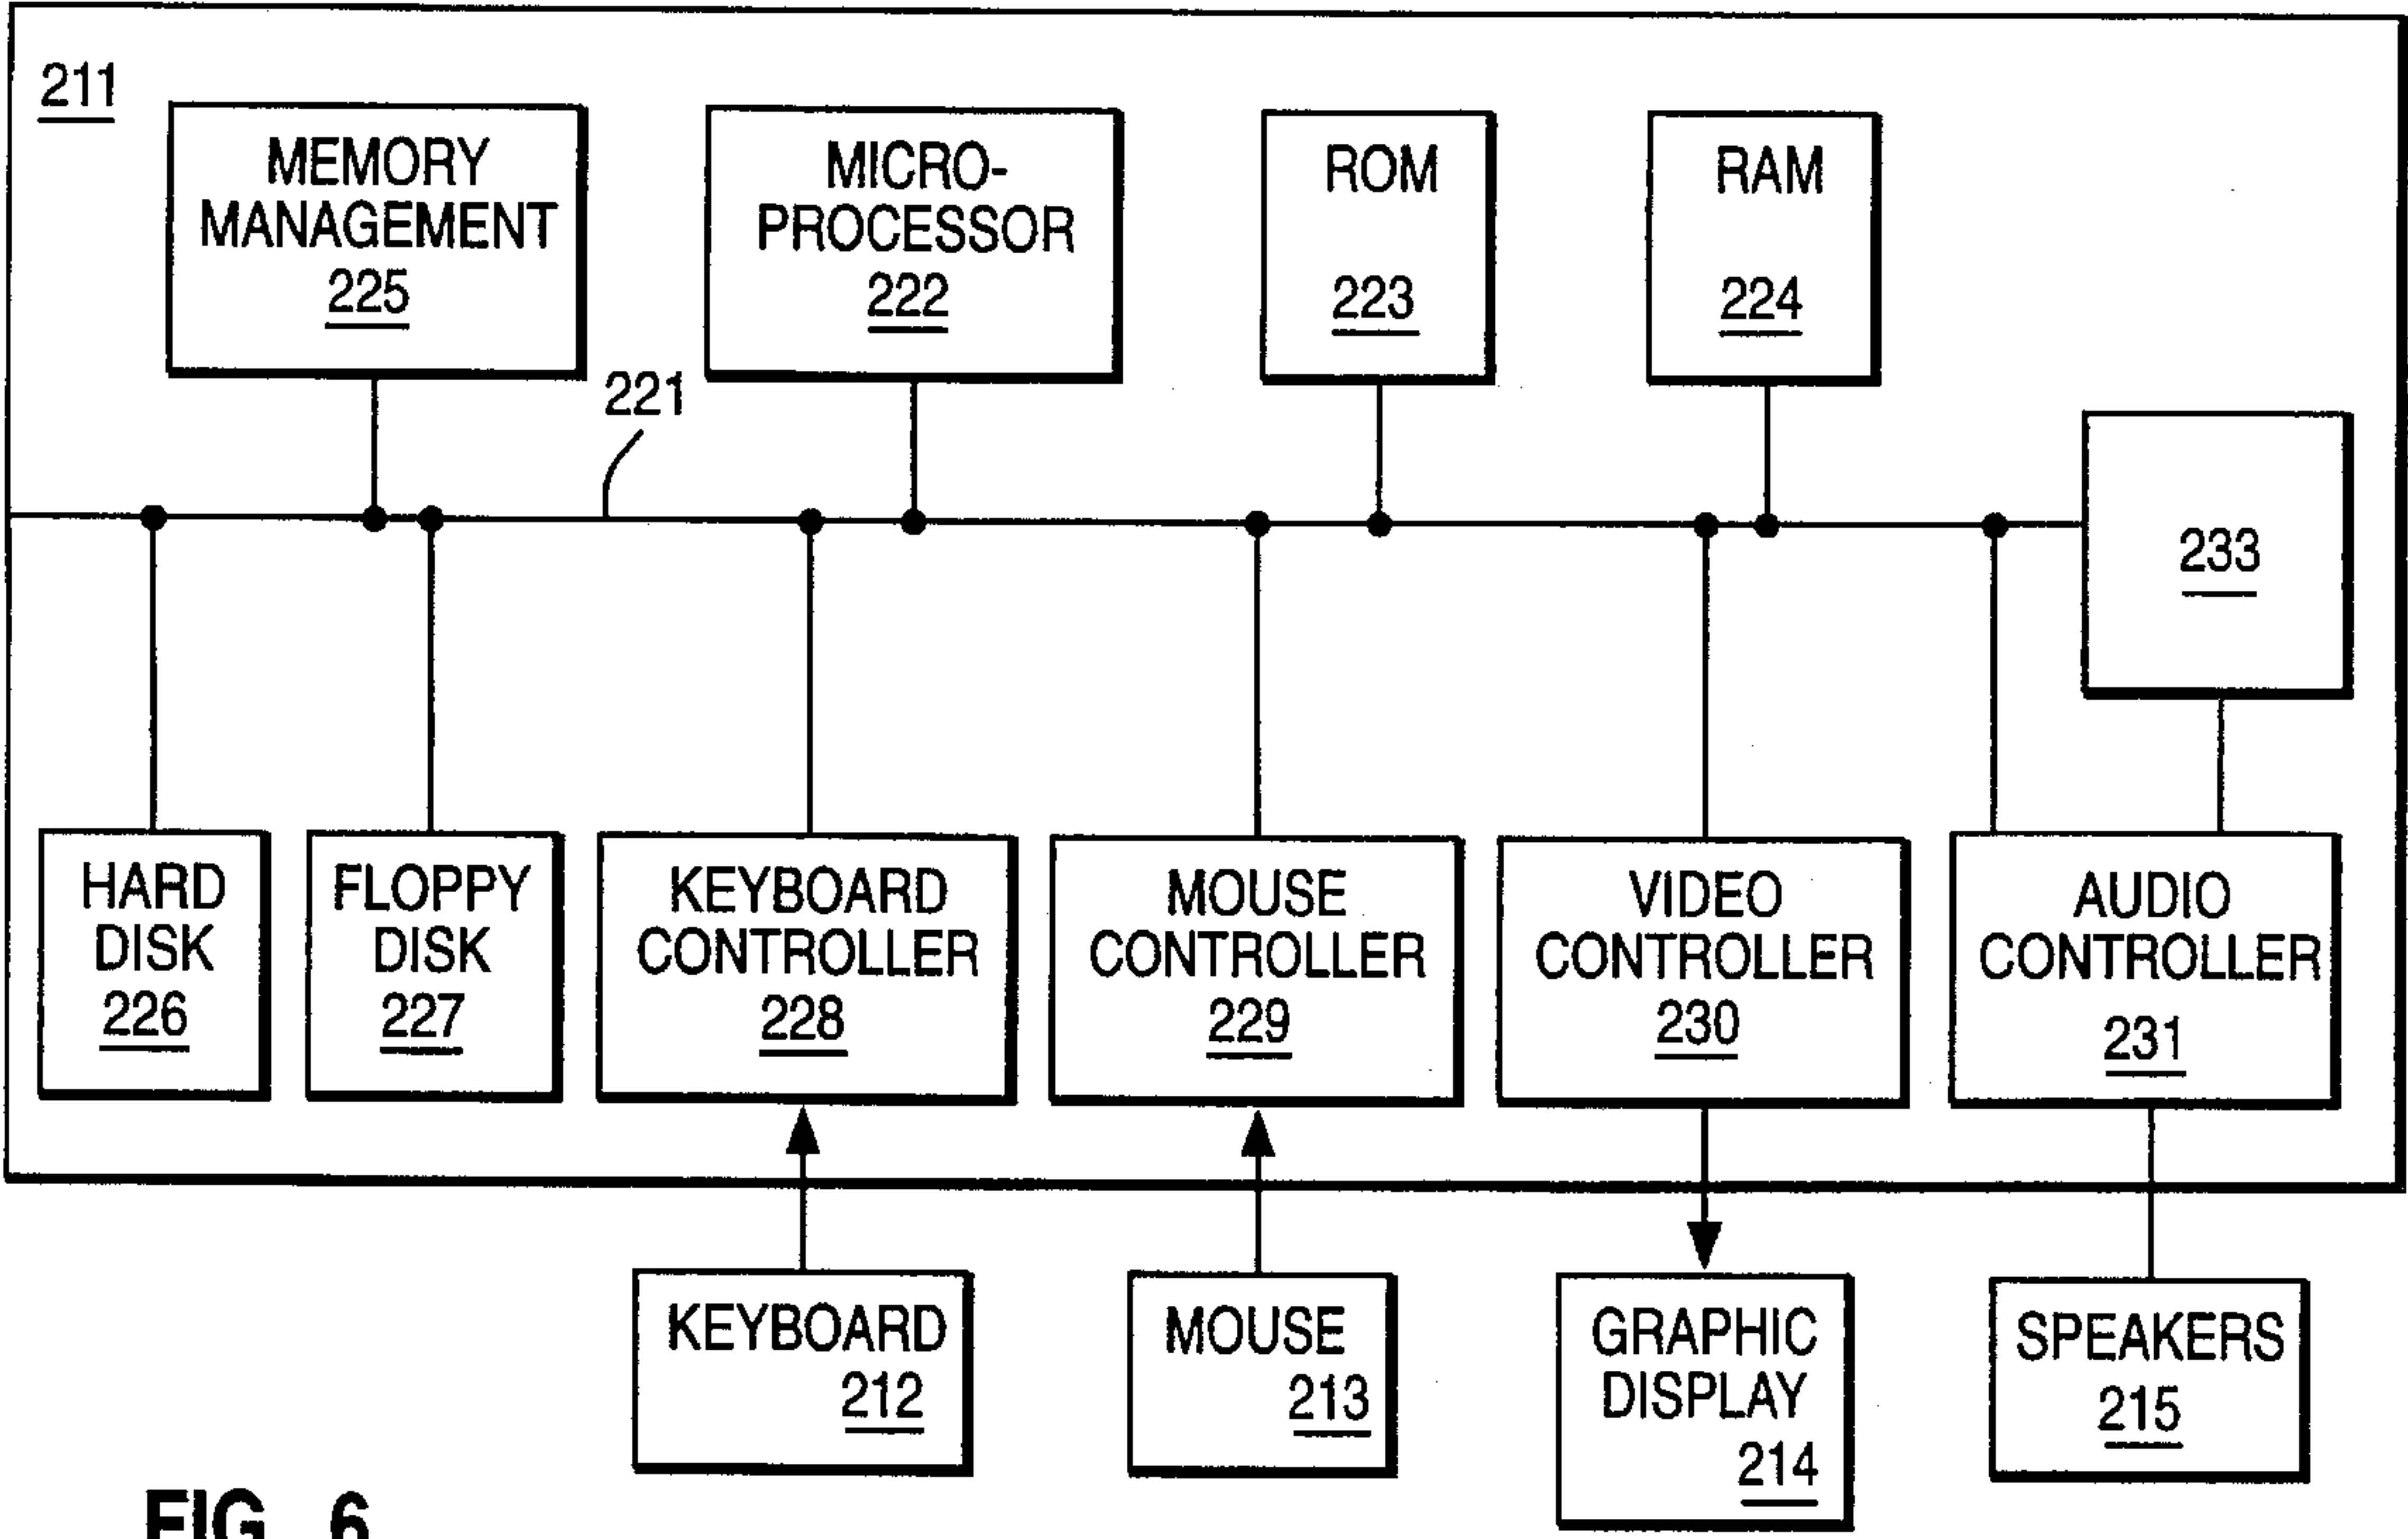 211
MEMORY
MANAGEMENT
225
MICRO-
PROCESSOR
222
ROM
223
RAM
224
221
233
HARD
DISK
226
FLOPPY
DISK
227
KEYBOARD
CONTROLLER
228
MOUSE
CONTROLLER
229
VIDEO
CONTROLLER
230
AUDIO
CONTROLLER
231
KEYBOARD
212
MOUSE
213
GRAPHIC
DISPLAY
214
SPEAKERS
215
FIG. 6